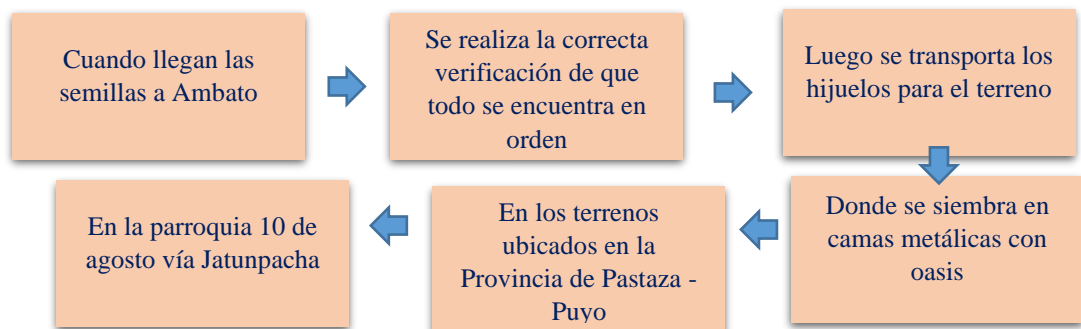 Cuando llegan las
semillas a Ambato
Se realiza la correcta
verificación de que
todo se encuentra en
orden
Luego se transporta los
hijuelos para el terreno
Donde se siembra en
camas metálicas con
oasis
En los terrenos
ubicados en la
Provincia de Pastaza -
Puyo
En la parroquia 10 de
agosto vía Jatunpacha